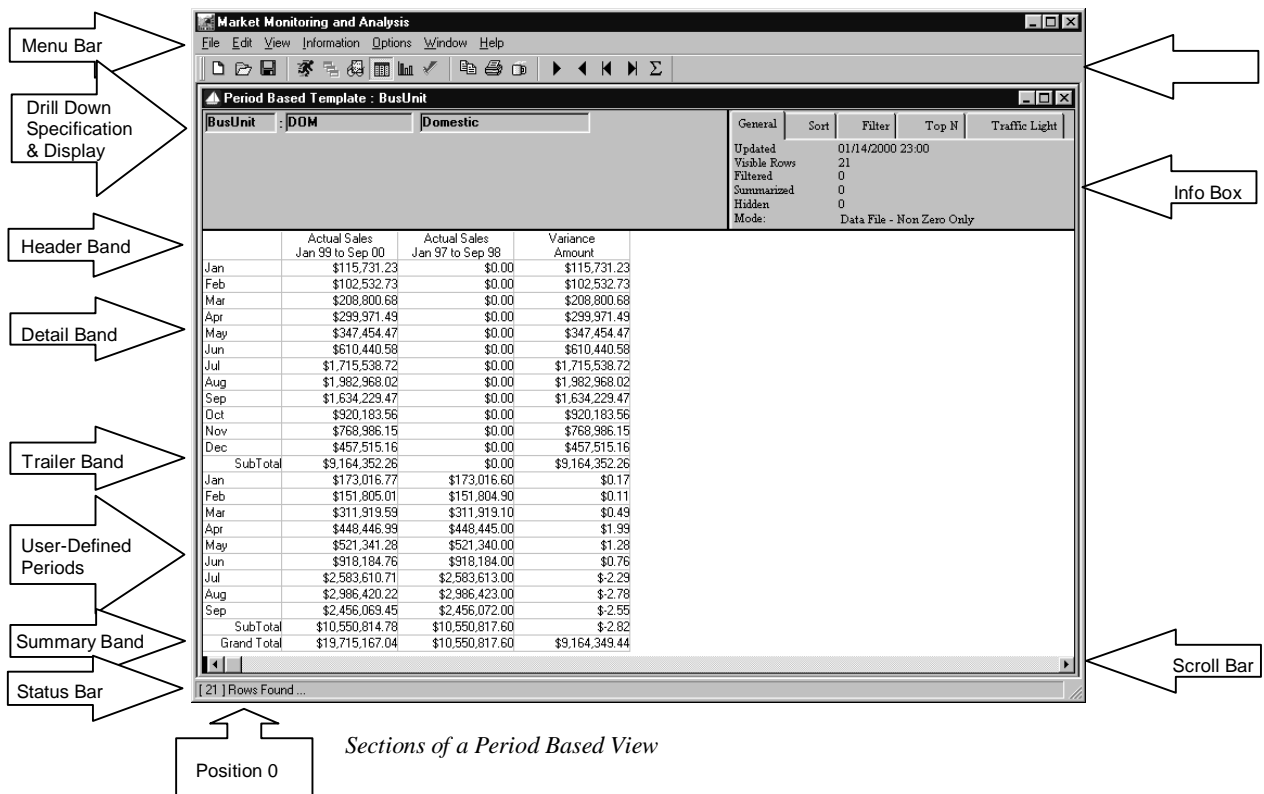 Market Monitoring and Analysis
File Edit View Information Options Window Help
Menu Bar
Period Based Template : BusUnit
Drill Down
Specification
& Display
BusUnit : DOM Domestic
General Sort Filter Top N Traffic Light
Updated 01/14/2000 23:00
Visible Rows 21
Filtered 0
Summarized 0
Hidden 0
Mode: Data File - Non Zero Only
Info Box
Header Band
Actual Sales Actual Sales Variance
Jan 99 to Sep 00 Jan 97 to Sep 98 Amount
Jan $115,731.23 $0.00 $115,731.23
Feb $102,532.73 $0.00 $102,532.73
Mar $208,800.68 $0.00 $208,800.68
Apr $299,971.49 $0.00 $299,971.49
Detail Band
May $347,454.47 $0.00 $347,454.47
Jun $610,440.58 $0.00 $610,440.58
Jul $1,715,538.72 $0.00 $1,715,538.72
Aug $1,982,968.02 $0.00 $1,982,968.02
Sep $1,634,229.47 $0.00 $1,634,229.47
Oct $920,183.56 $0.00 $920,183.56
Nov $768,986.15 $0.00 $768,986.15
Dec $457,515.16 $0.00 $457,515.16
Trailer Band
SubTotal $9,164,352.26 $0.00 $9,164,352.26
Jan $173,016.77 $173,016.60 $0.17
Feb $151,805.01 $151,804.90 $0.11
Mar $311,919.59 $311,919.10 $0.49
Apr $448,446.99 $448,445.00 $1.99
User-Defined
Periods
May $521,341.28 $521,340.00 $1.28
Jun $918,184.76 $918,184.00 $0.76
Jul $2,583,610.71 $2,583,613.00 $-2.29
Aug $2,986,420.22 $2,986,423.00 $-2.78
Sep $2,456,069.45 $2,456,072.00 $-2.55
SubTotal $10,550,814.78 $10,550,817.60 $-2.82
Summary Band
Grand Total $19,715,167.04 $10,550,817.60 $9,164,349.44
Scroll Bar
Status Bar
[ 21 ] Rows Found ...
Sections of a Period Based View
Position 0